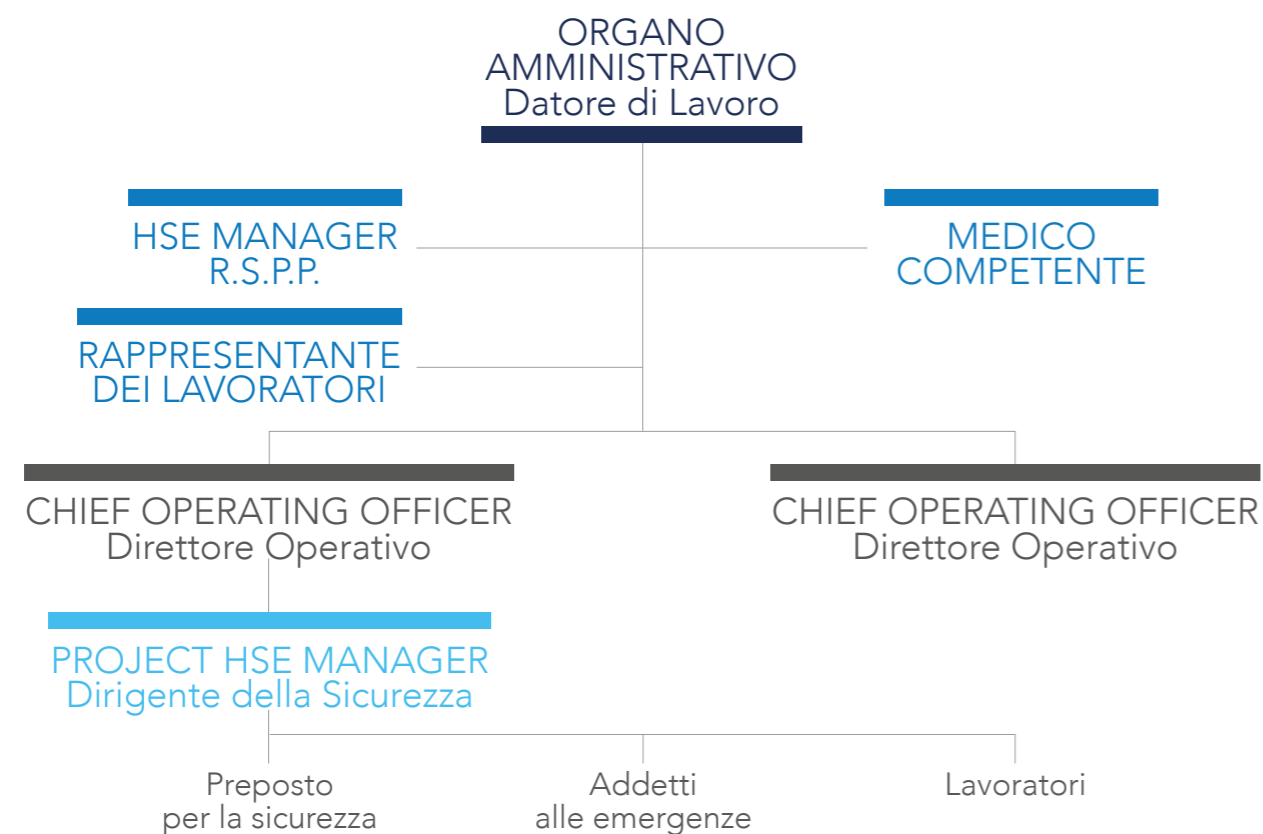 ORGANO
AMMINISTRATIVO
Datore di Lavoro
HSE MANAGER
R.S.P.P.
MEDICO
COMPETENTE
RAPPRESENTANTE
DEI LAVORATORI
CHIEF OPERATING OFFICER
Direttore Operativo
CHIEF OPERATING OFFICER
Direttore Operativo
PROJECT HSE MANAGER
Dirigente della Sicurezza
Preposto
per la sicurezza
Addetti
alle emergenze
Lavoratori